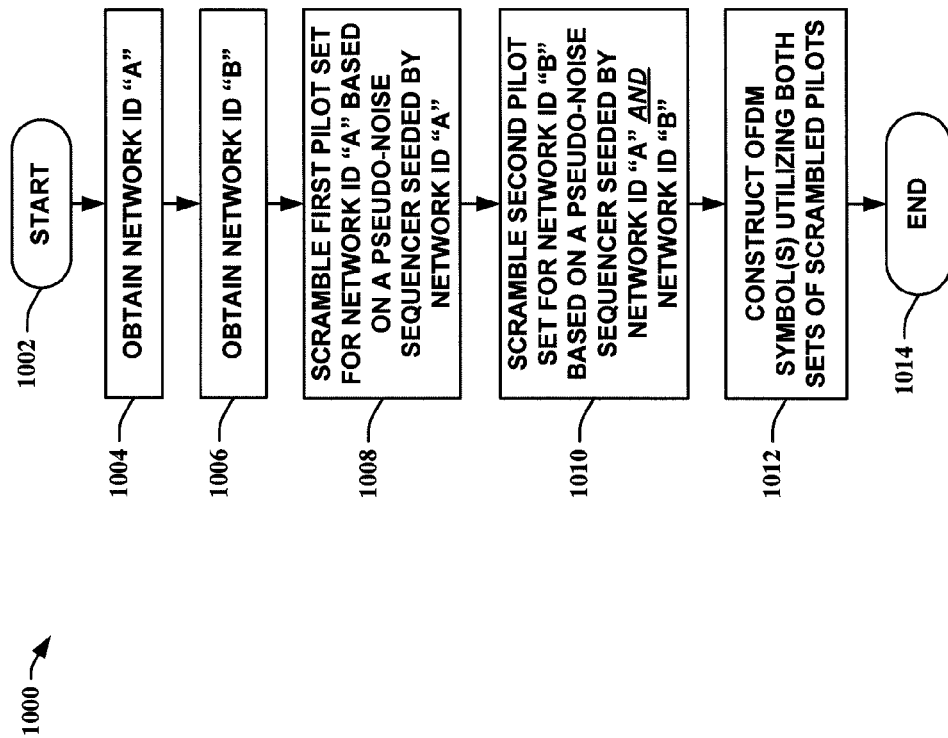 1000
START
1002
OBTAIN NETWORK ID “A”
1004
OBTAIN NETWORK ID “B”
1006
SCRAMBLE FIRST PILOT SET
FOR NETWORK ID “A” BASED
ON A PSEUDO-NOISE
SEQUENCER SEEDED BY
NETWORK ID “A”
1008
SCRAMBLE SECOND PILOT
SET FOR NETWORK ID “B”
BASED ON A PSEUDO-NOISE
SEQUENCER SEEDED BY
NETWORK ID “A” AND
NETWORK ID “B”
1010
CONSTRUCT OFDM
SYMBOL(S) UTILIZING BOTH
SETS OF SCRAMBLED PILOTS
1012
END
1014